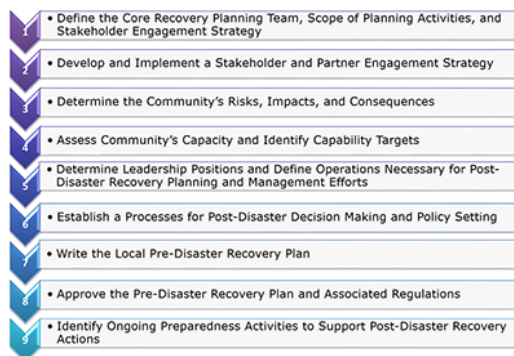 1
• Define the Core Recovery Planning Team, Scope of Planning Activities, and
Stakeholder Engagement Strategy
2
• Develop and Implement a Stakeholder and Partner Engagement Strategy
3
• Determine the Community's Risks, Impacts, and Consequences
4
• Assess Community's Capacity and Identify Capability Targets
5
• Determine Leadership Positions and Define Operations Necessary for Post-
Disaster Recovery Planning and Management Efforts
6
• Establish a Processes for Post-Disaster Decision Making and Policy Setting
7
• Write the Local Pre-Disaster Recovery Plan
8
• Approve the Pre-Disaster Recovery Plan and Associated Regulations
9
• Identify Ongoing Preparedness Activities to Support Post-Disaster Recovery
Actions